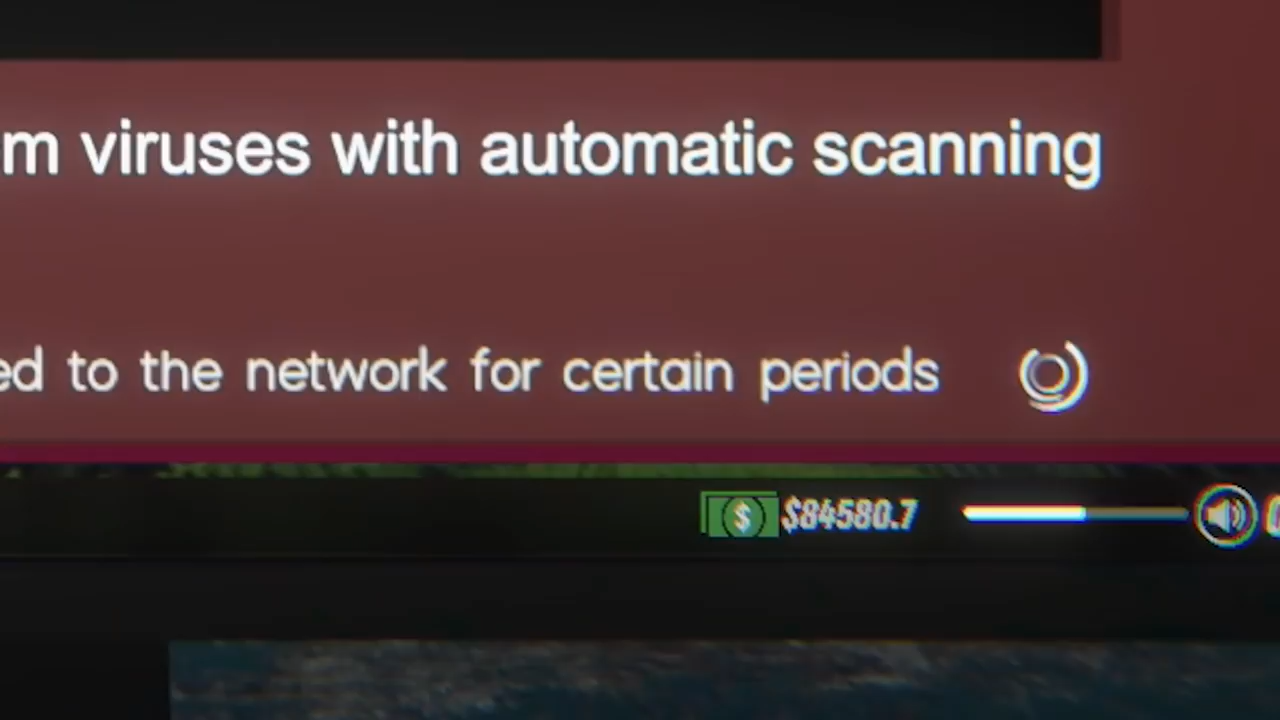 m viruses with automatic scanning
ed to the network for certain periods
$84580.7